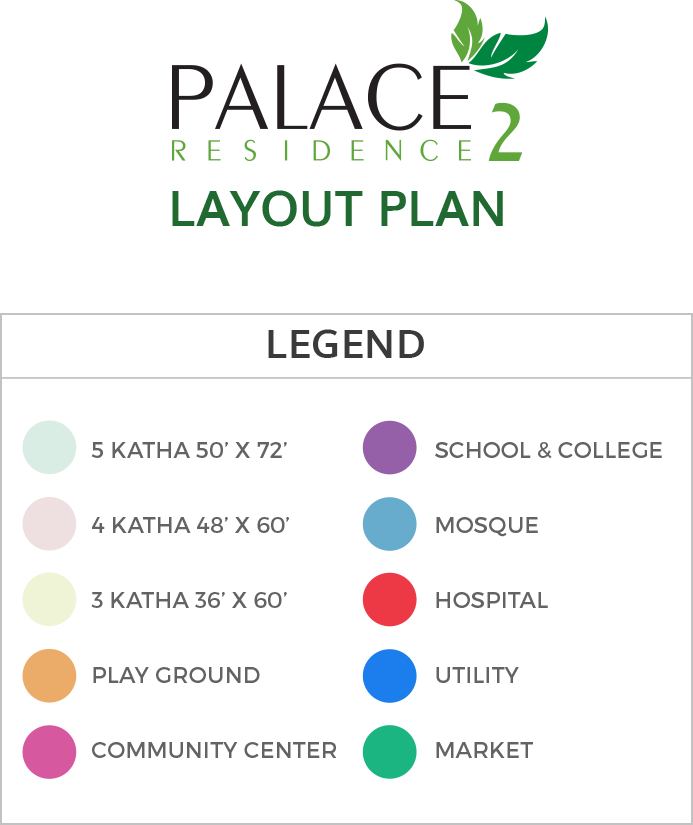 PALACE
RESIDENCE 2
LAYOUT PLAN
LEGEND
5 KATHA 50’ X 72’
4 KATHA 48’ X 60’
3 KATHA 36’ X 60’
PLAY GROUND
COMMUNITY CENTER
SCHOOL & COLLEGE
MOSQUE
HOSPITAL
UTILITY
MARKET